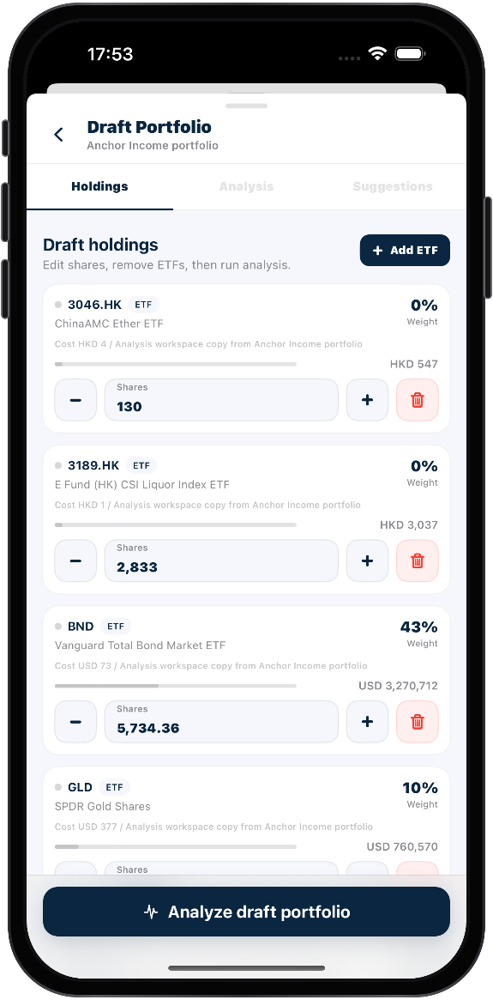 17:53
Draft Portfolio
Anchor Income portfolio
Holdings
Analysis
Suggestions
Draft holdings
+ Add ETF
Edit shares, remove ETFs, then run analysis.
3046.HK ETF
0%
ChinaAMC Ether ETF
Weight
Cost HKD 4 / Analysis workspace copy from Anchor Income portfolio
HKD 547
Shares
130
3189.HK ETF
0%
E Fund (HK) CSI Liquor Index ETF
Weight
Cost HKD 1 / Analysis workspace copy from Anchor Income portfolio
HKD 3,037
Shares
2,833
BND ETF
43%
Vanguard Total Bond Market ETF
Weight
Cost USD 73 / Analysis workspace copy from Anchor Income portfolio
USD 3,270,712
Shares
5,734.36
GLD ETF
10%
SPDR Gold Shares
Weight
Cost USD 377 / Analysis workspace copy from Anchor Income portfolio
USD 760,570
Shares
Analyze draft portfolio